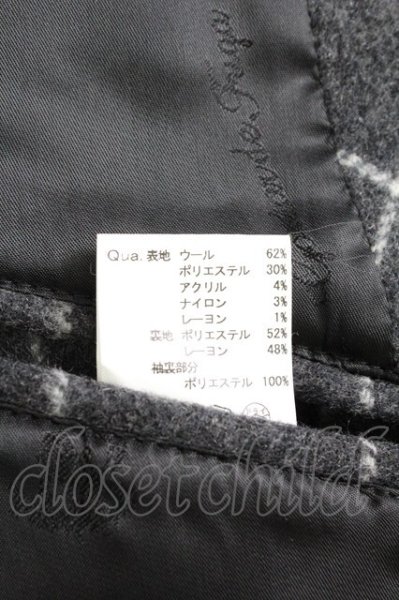 Qua. 表地 ウール 62%
ポリエステル 30%
アクリル 4%
ナイロン 3%
レーヨン 1%
裏地 ポリエステル 52%
レーヨン 48%
袖裏部分
ポリエステル 100%
closetchild